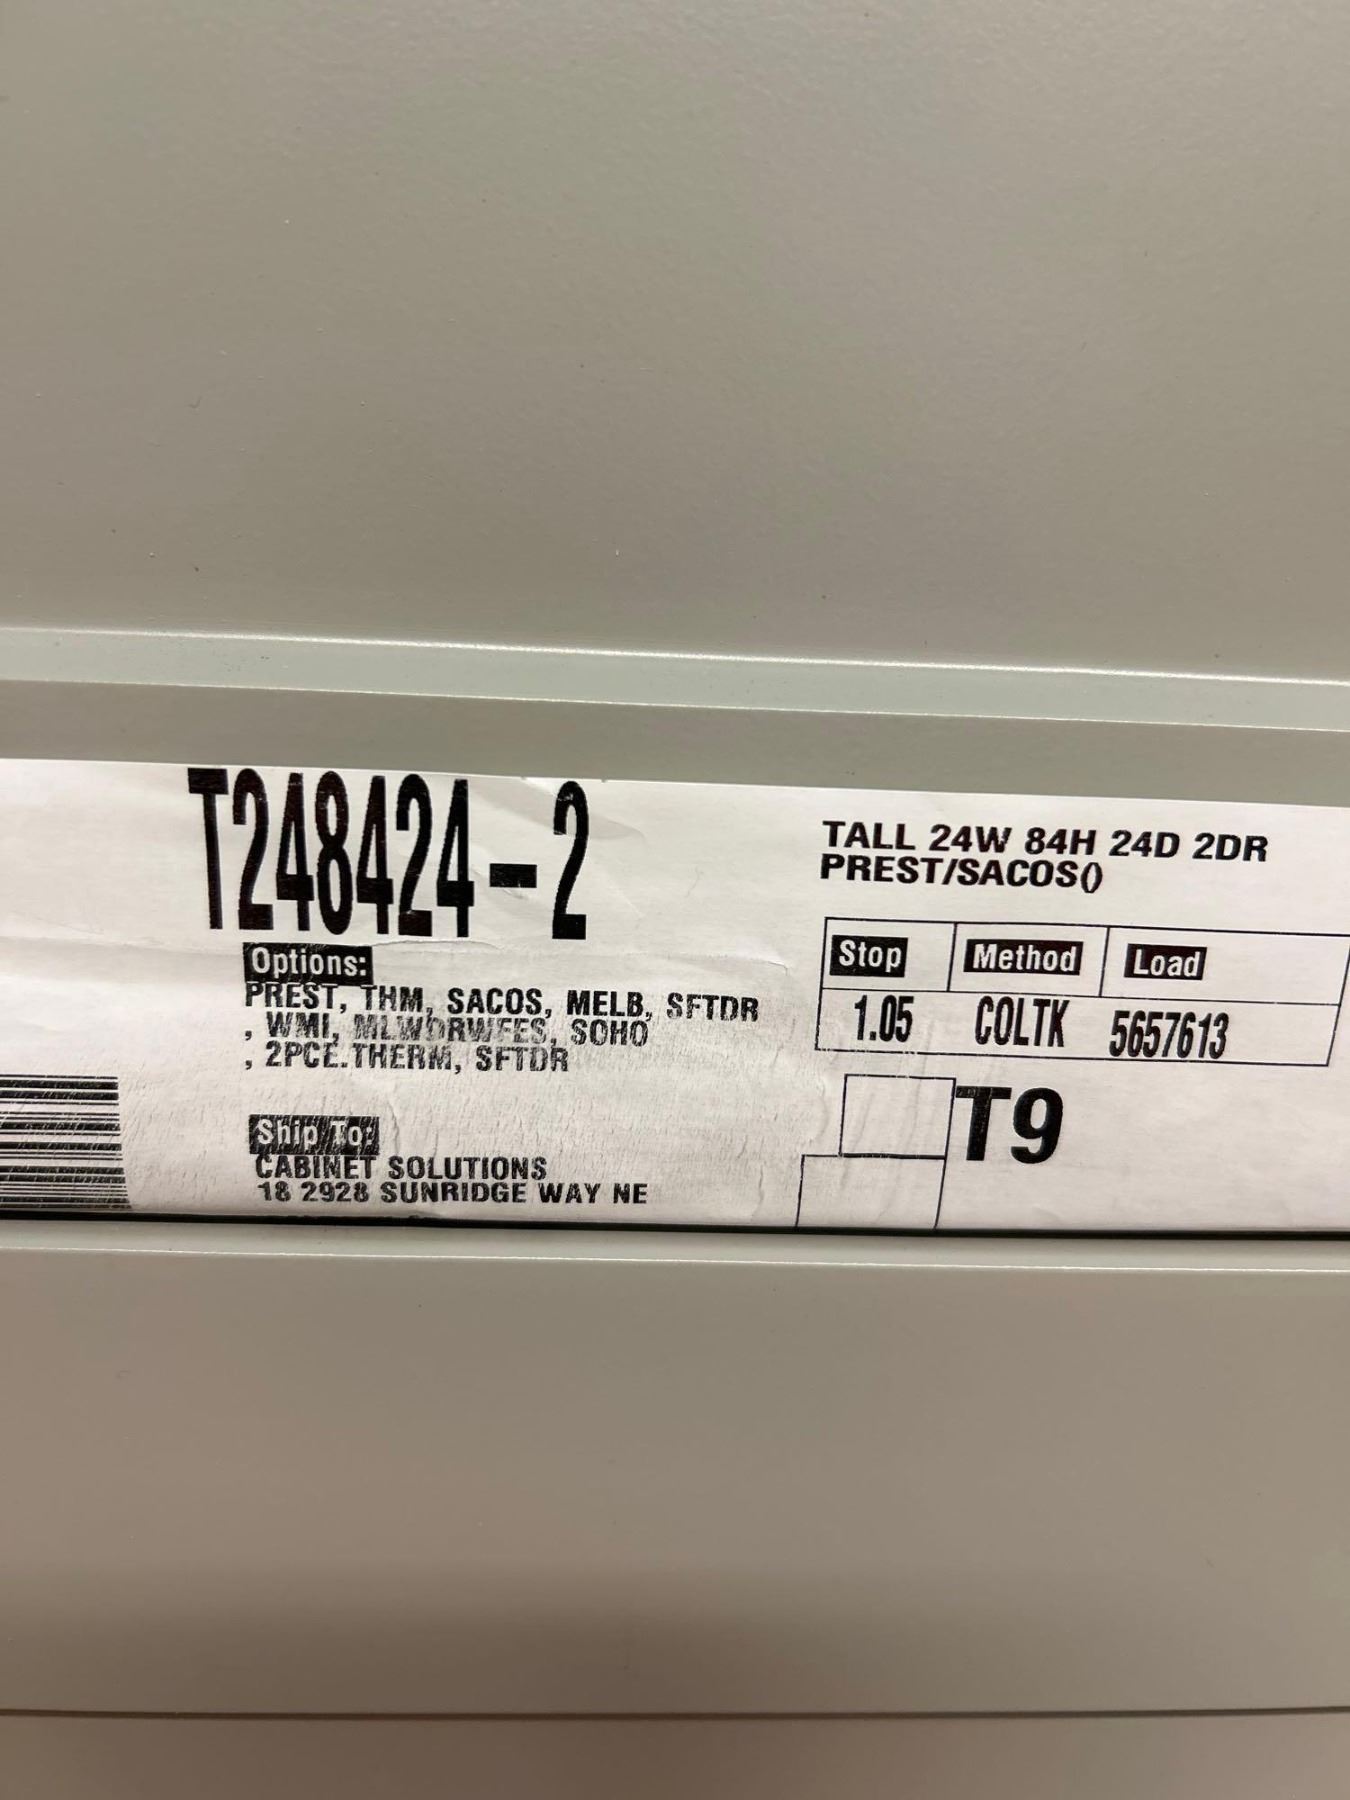 T248424-2
TALL 24W 84H 24D 2DR
PREST/SACOS()
Options:
PREST, THM, SACOS, MELB, SFTDR
, WMI, MLWDRWFES, SOHO
, 2PCE.THERM, SFTDR
Stop Method Load
1.05 COLTK 5657613
T9
Ship To:
CABINET SOLUTIONS
18 2928 SUNRIDGE WAY NE